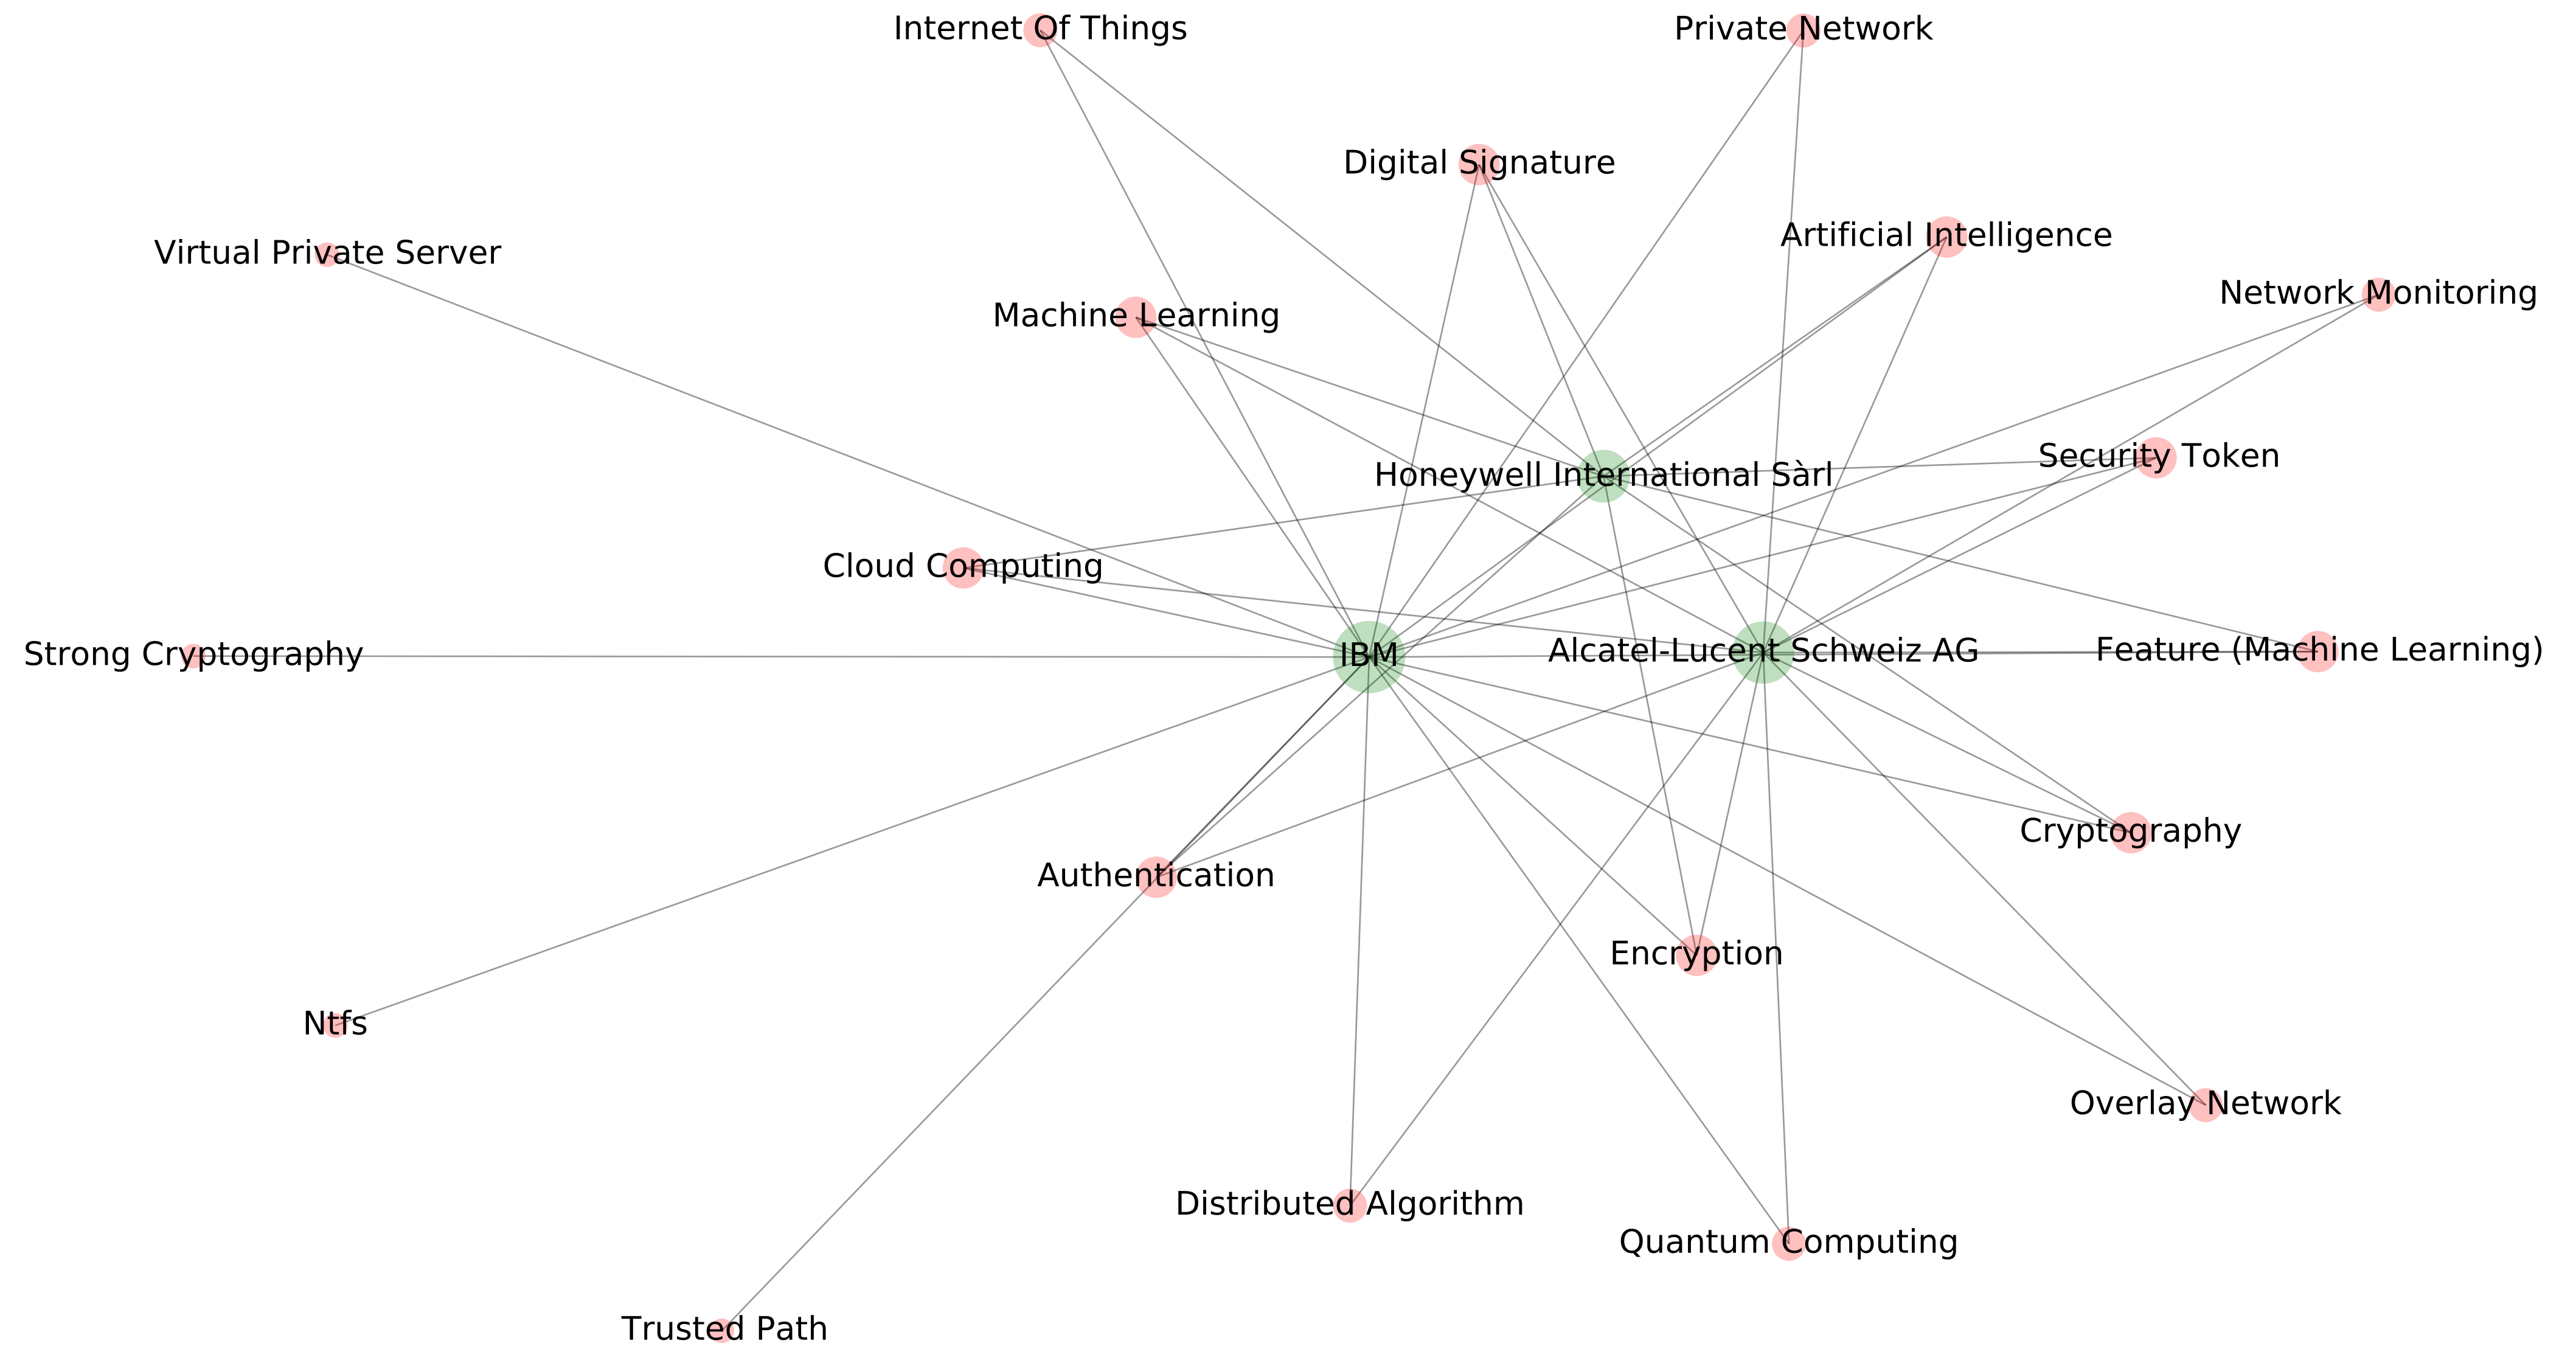 Internet Of Things
Private Network
Digital Signature
Artificial Intelligence
Virtual Private Server
Network Monitoring
Machine Learning
Security Token
Honeywell International Sàrl
Cloud Computing
Strong Cryptography
IBM
Alcatel-Lucent Schweiz AG
Feature (Machine Learning)
Cryptography
Authentication
Encryption
Ntfs
Overlay Network
Distributed Algorithm
Quantum Computing
Trusted Path